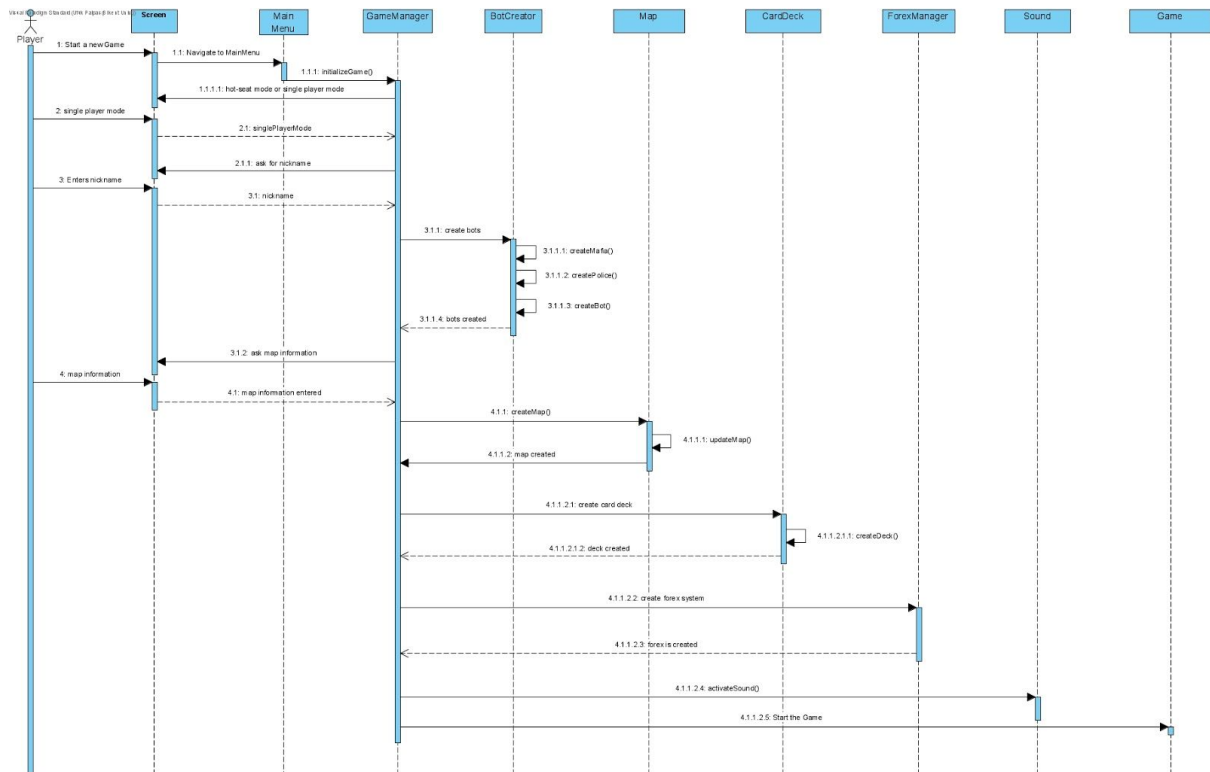 Screen
Main
Menu
GameManager
BotCreator
Map
CardDeck
ForexManager
Sound
Game
Player
1: Start a new Game
1.1: Navigate to MainMenu
1.1.1: initializeGame()
1.1.1.1: hot-seat mode or single player mode
2: single player mode
2.1: singlePlayerMode
2.1.1: ask for nickname
3: Enters nickname
3.1: nickname
3.1.1: create bots
3.1.1.1: createMafia()
3.1.1.2: createPolice()
3.1.1.3: createBot()
3.1.1.4: bots created
3.1.2: ask map information
4: map information
4.1: map information entered
4.1.1: createMap()
4.1.1.1: updateMap()
4.1.1.2: map created
4.1.1.2.1: create card deck
4.1.1.2.1.1: createDeck()
4.1.1.2.1.2: deck created
4.1.1.2.2: create forex system
4.1.1.2.3: forex is created
4.1.1.2.4: activateSound()
4.1.1.2.5: Start the Game